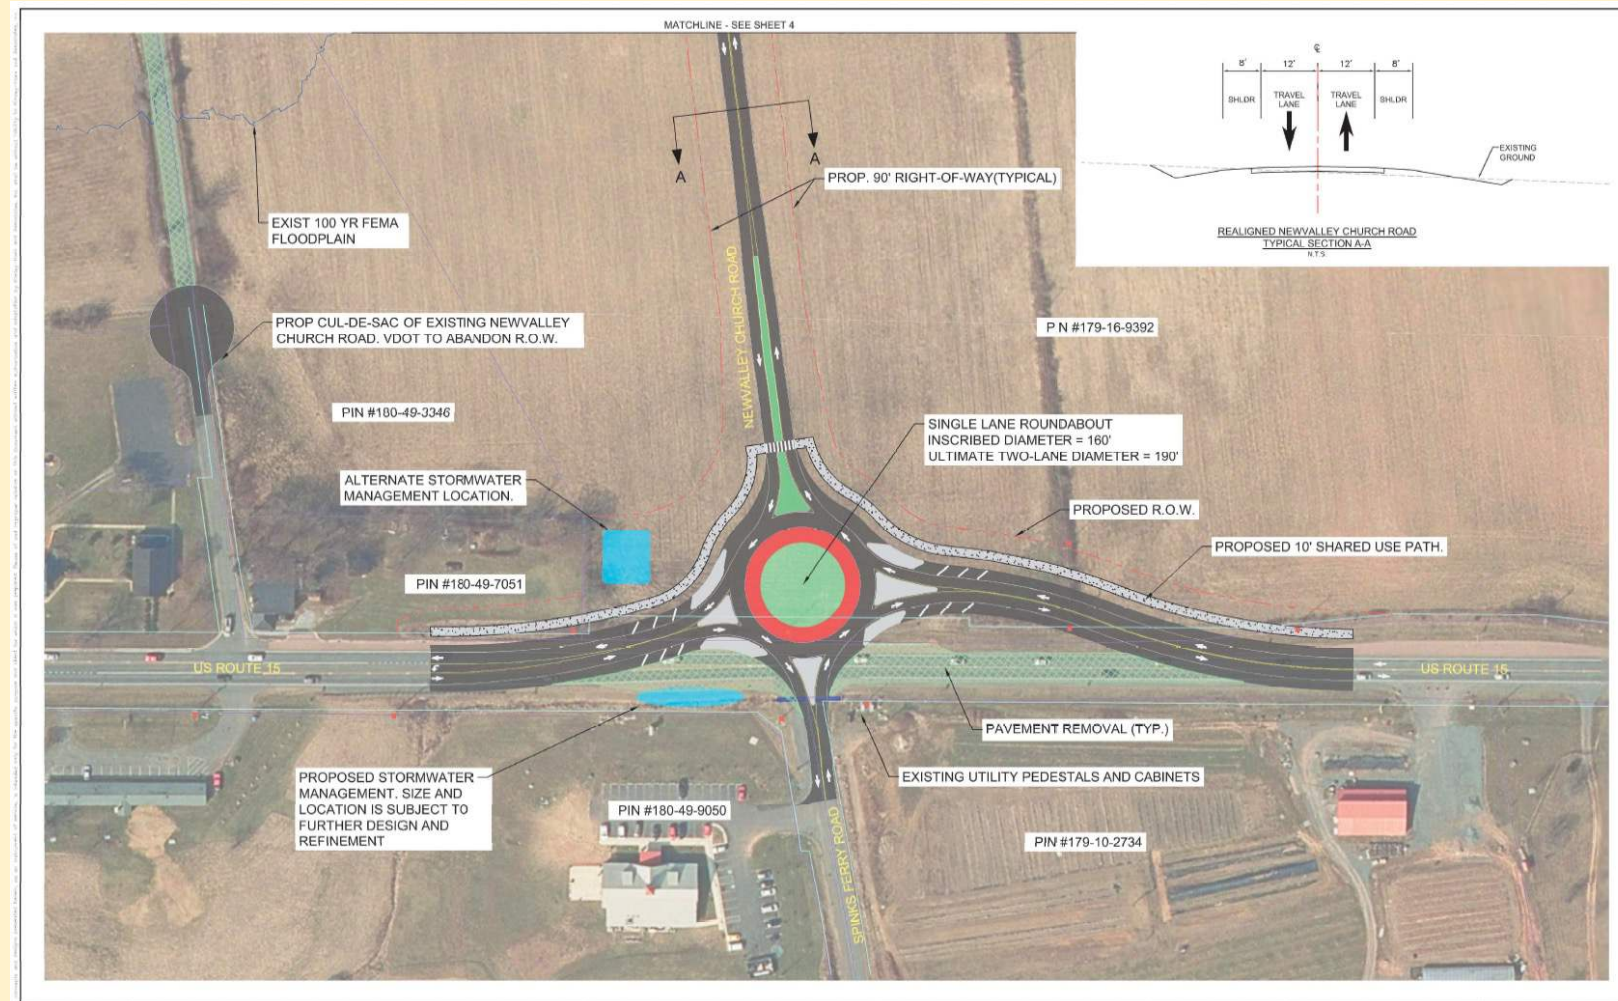 MATCHLINE - SEE SHEET 4
℄
8' 12' 12' 8'
SHLDR
TRAVEL
LANE
TRAVEL
LANE
SHLDR
EXISTING
GROUND
REALIGNED NEWVALLEY CHURCH ROAD
TYPICAL SECTION A-A
N.T.S.
A
A
PROP. 90' RIGHT-OF-WAY(TYPICAL)
EXIST 100 YR FEMA
FLOODPLAIN
NEWVALLEY CHURCH ROAD
PROP CUL-DE-SAC OF EXISTING NEWVALLEY
CHURCH ROAD. VDOT TO ABANDON R.O.W.
P N #179-16-9392
PIN #180-49-3346
SINGLE LANE ROUNDABOUT
INSCRIBED DIAMETER = 160'
ULTIMATE TWO-LANE DIAMETER = 190'
ALTERNATE STORMWATER
MANAGEMENT LOCATION.
PROPOSED R.O.W.
PROPOSED 10' SHARED USE PATH.
PIN #180-49-7051
US ROUTE 15
US ROUTE 15
PAVEMENT REMOVAL (TYP.)
EXISTING UTILITY PEDESTALS AND CABINETS
PROPOSED STORMWATER
MANAGEMENT. SIZE AND
LOCATION IS SUBJECT TO
FURTHER DESIGN AND
REFINEMENT
PIN #180-49-9050
SPINKS FERRY ROAD
PIN #179-10-2734